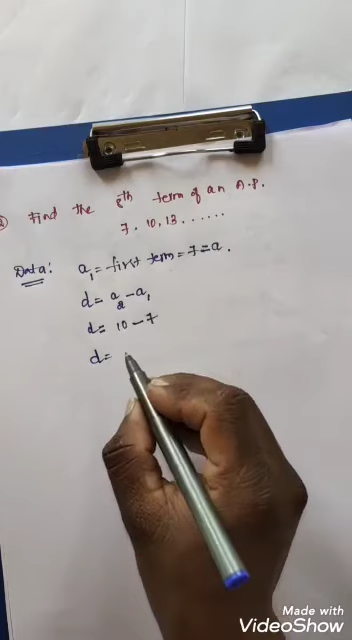 Find the 8th term of an A.P.
7, 10, 13, ......
Data: a₁ = first term = 7 = a.
d = a₂ - a₁
d = 10 - 7
d =
Made with
VideoShow